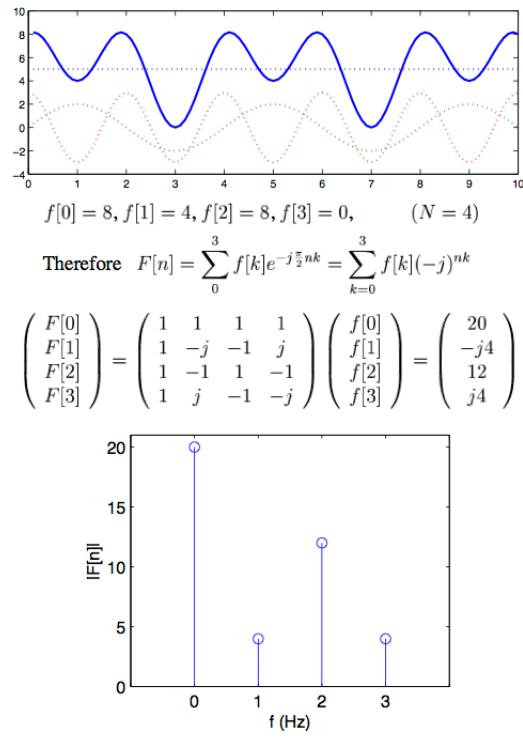 10
8
6
4
2
0
−2
−4
0 1 2 3 4 5 6 7 8 9 10
f[0] = 8, f[1] = 4, f[2] = 8, f[3] = 0, (N = 4)
Therefore F[n] = ∑_{0}^{3} f[k]e^{-j\frac{π}{2}nk} = ∑_{k=0}^{3} f[k](-j)^{nk}
( F[0] ) = ( 1 1 1 1 ) ( f[0] ) = ( 20 )
( F[1] ) ( 1 -j -1 j ) ( f[1] ) ( -j4 )
( F[2] ) ( 1 -1 1 -1 ) ( f[2] ) ( 12 )
( F[3] ) ( 1 j -1 -j ) ( f[3] ) ( j4 )
20
15
10
5
0
|F[n]|
0 1 2 3
f (Hz)